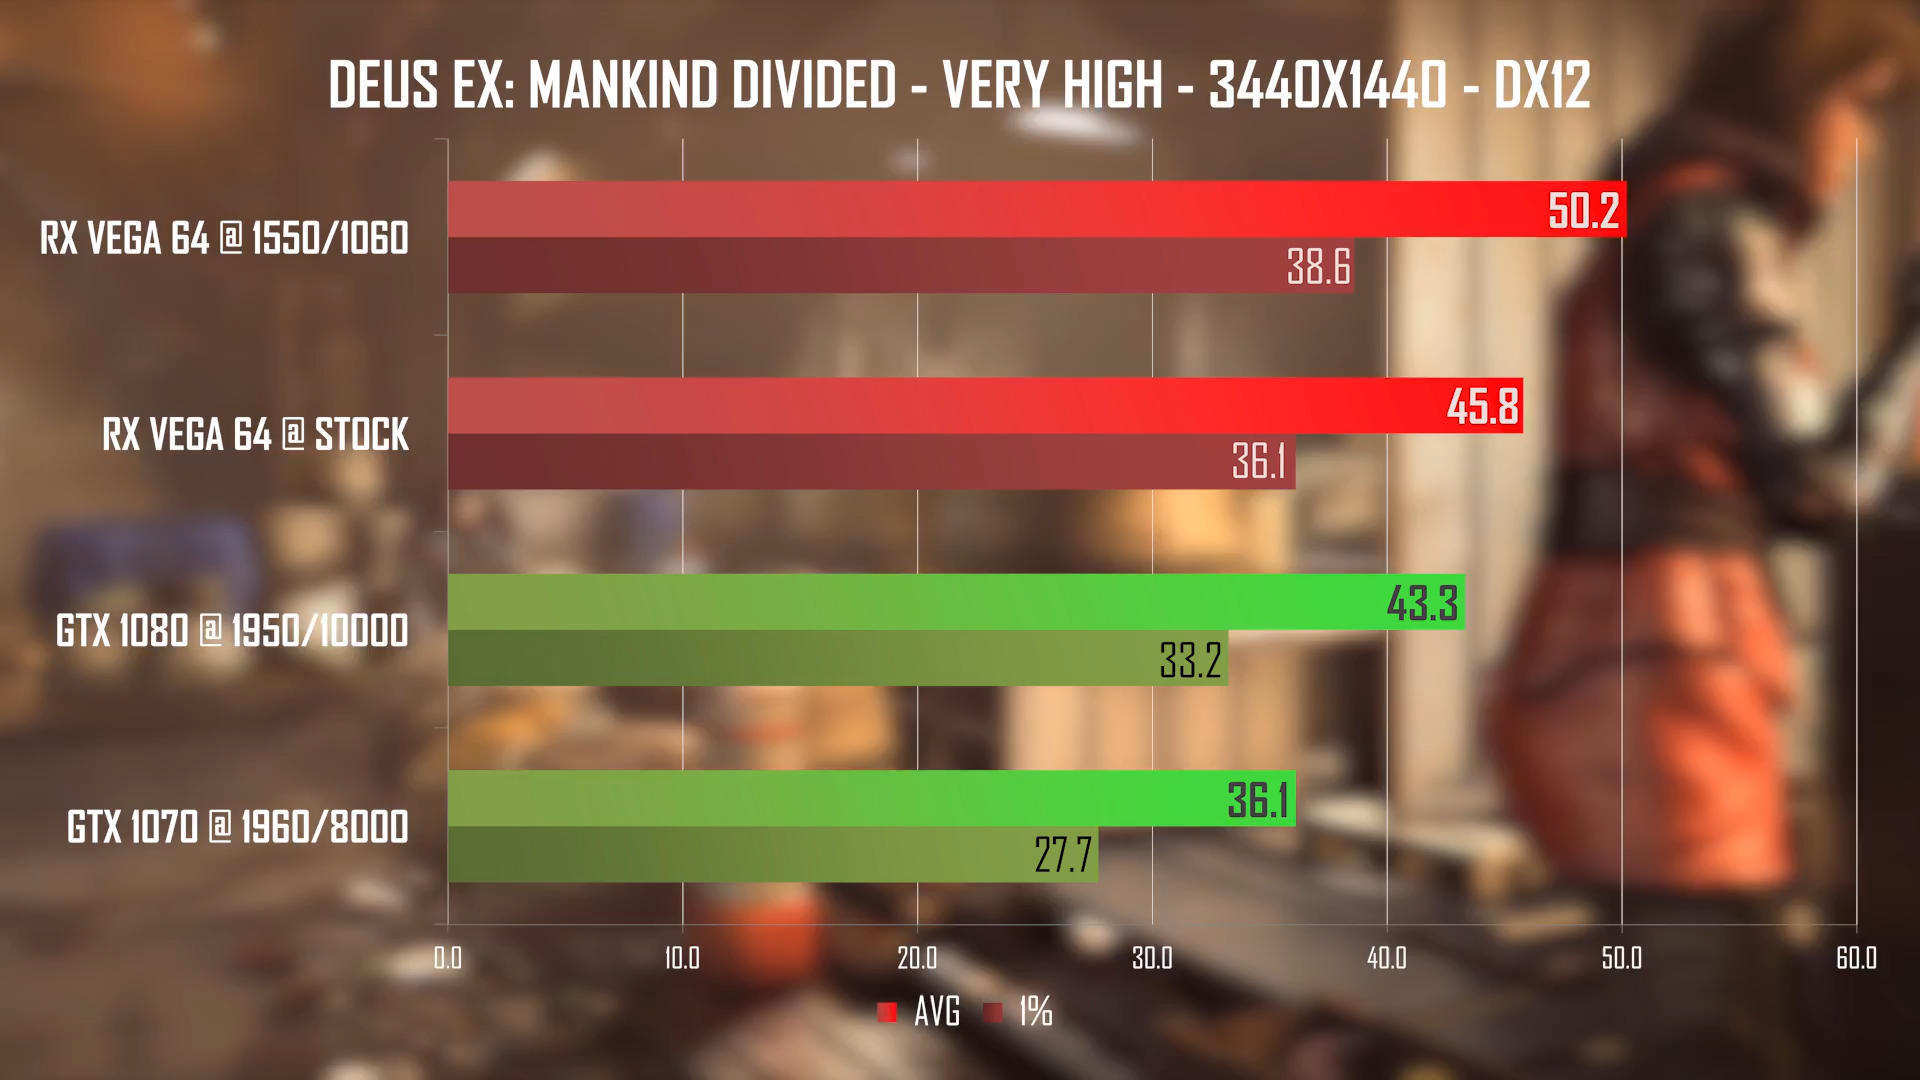 DEUS EX: MANKIND DIVIDED - VERY HIGH - 3440X1440 - DX12
RX VEGA 64 @ 1550/1060
50.2
38.6
RX VEGA 64 @ STOCK
45.8
36.1
GTX 1080 @ 1950/10000
43.3
33.2
GTX 1070 @ 1960/8000
36.1
27.7
0.0 10.0 20.0 30.0 40.0 50.0 60.0
AVG 1%